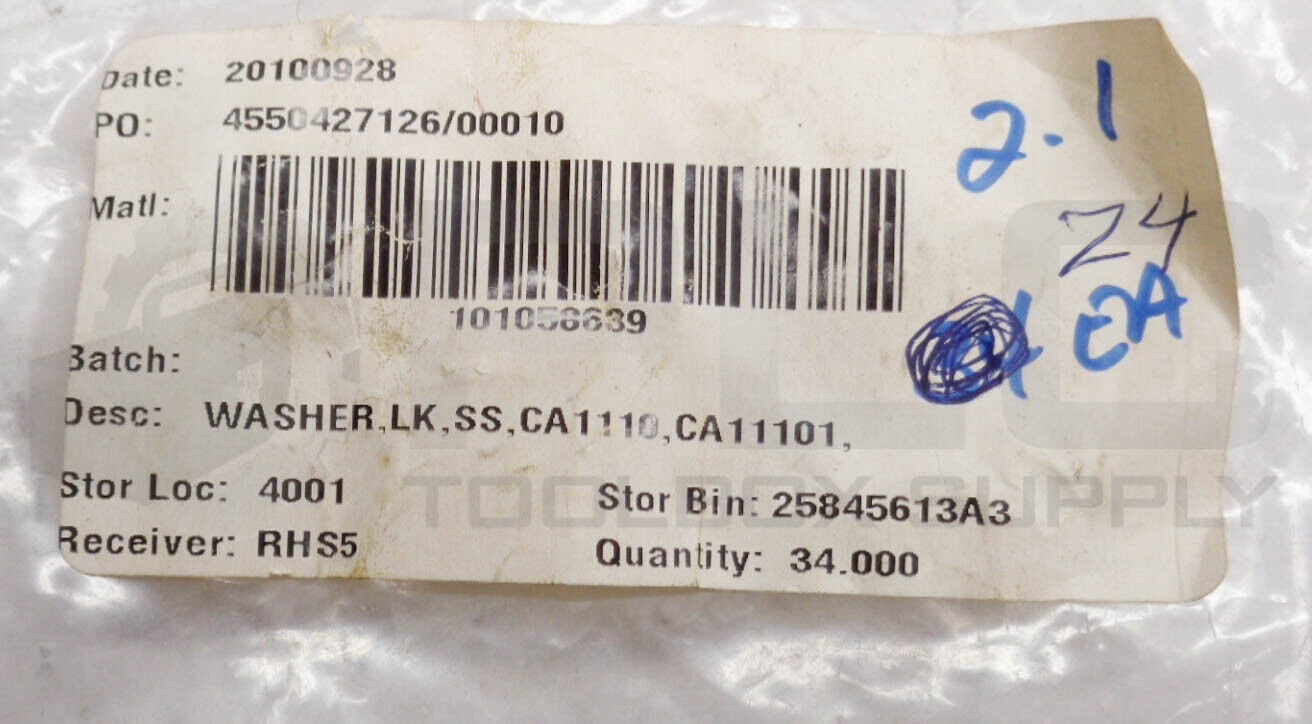 Date: 20100928
PO: 4550427126/00010
2.1
Matl:
24
101058639
EA
Batch:
Desc: WASHER,LK,SS,CA1110,CA11101,
TOOLBOX SUPPLY
Stor Loc: 4001 Stor Bin: 25845613A3
Receiver: RHS5 Quantity: 34.000